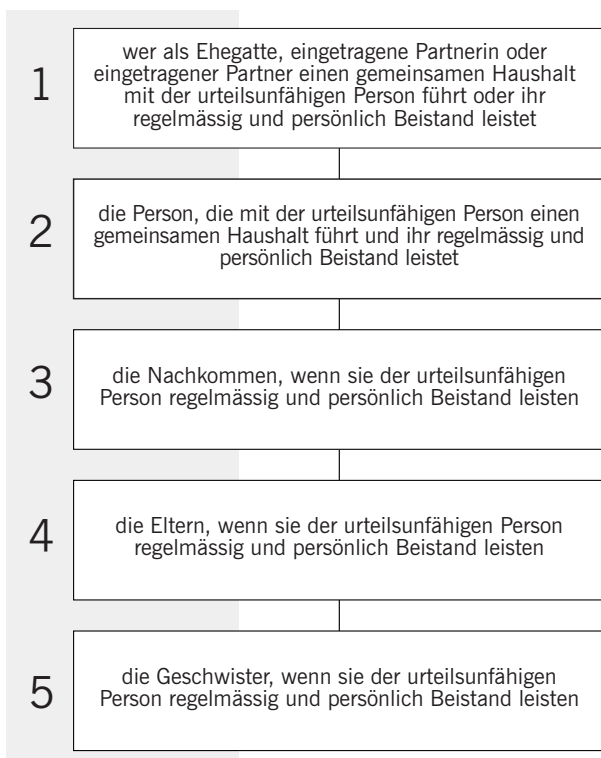 1
wer als Ehegatte, eingetragene Partnerin oder
eingetragener Partner einen gemeinsamen Haushalt
mit der urteilsunfähigen Person führt oder ihr
regelmässig und persönlich Beistand leistet
2
die Person, die mit der urteilsunfähigen Person einen
gemeinsamen Haushalt führt und ihr regelmässig und
persönlich Beistand leistet
3
die Nachkommen, wenn sie der urteilsunfähigen
Person regelmässig und persönlich Beistand leisten
4
die Eltern, wenn sie der urteilsunfähigen Person
regelmässig und persönlich Beistand leisten
5
die Geschwister, wenn sie der urteilsunfähigen
Person regelmässig und persönlich Beistand leisten